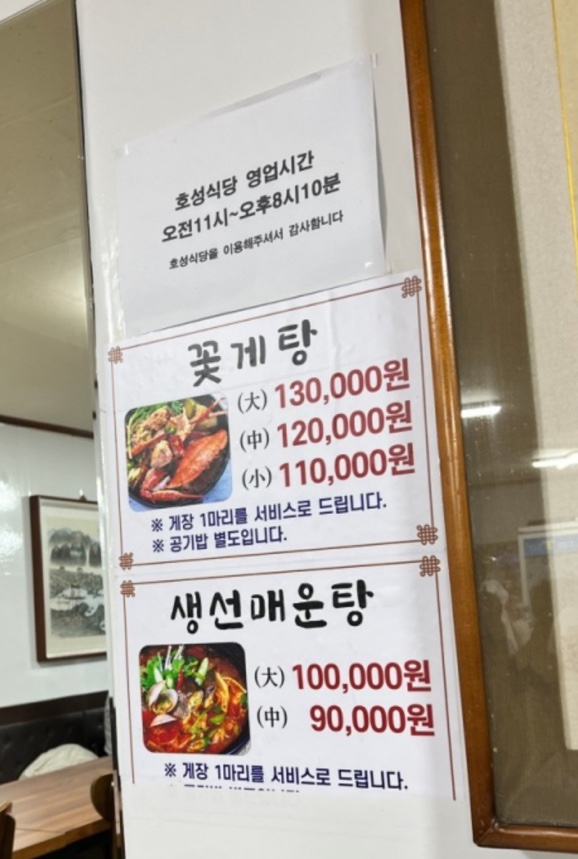 호성식당 영업시간
오전11시~오후8시10분
호성식당을 이용해주셔서 감사합니다
꽃게탕
(大) 130,000원
(中) 120,000원
(小) 110,000원
※ 게장 1마리를 서비스로 드립니다.
※ 공기밥 별도입니다.
생선매운탕
(大) 100,000원
(中) 90,000원
※ 게장 1마리를 서비스로 드립니다.